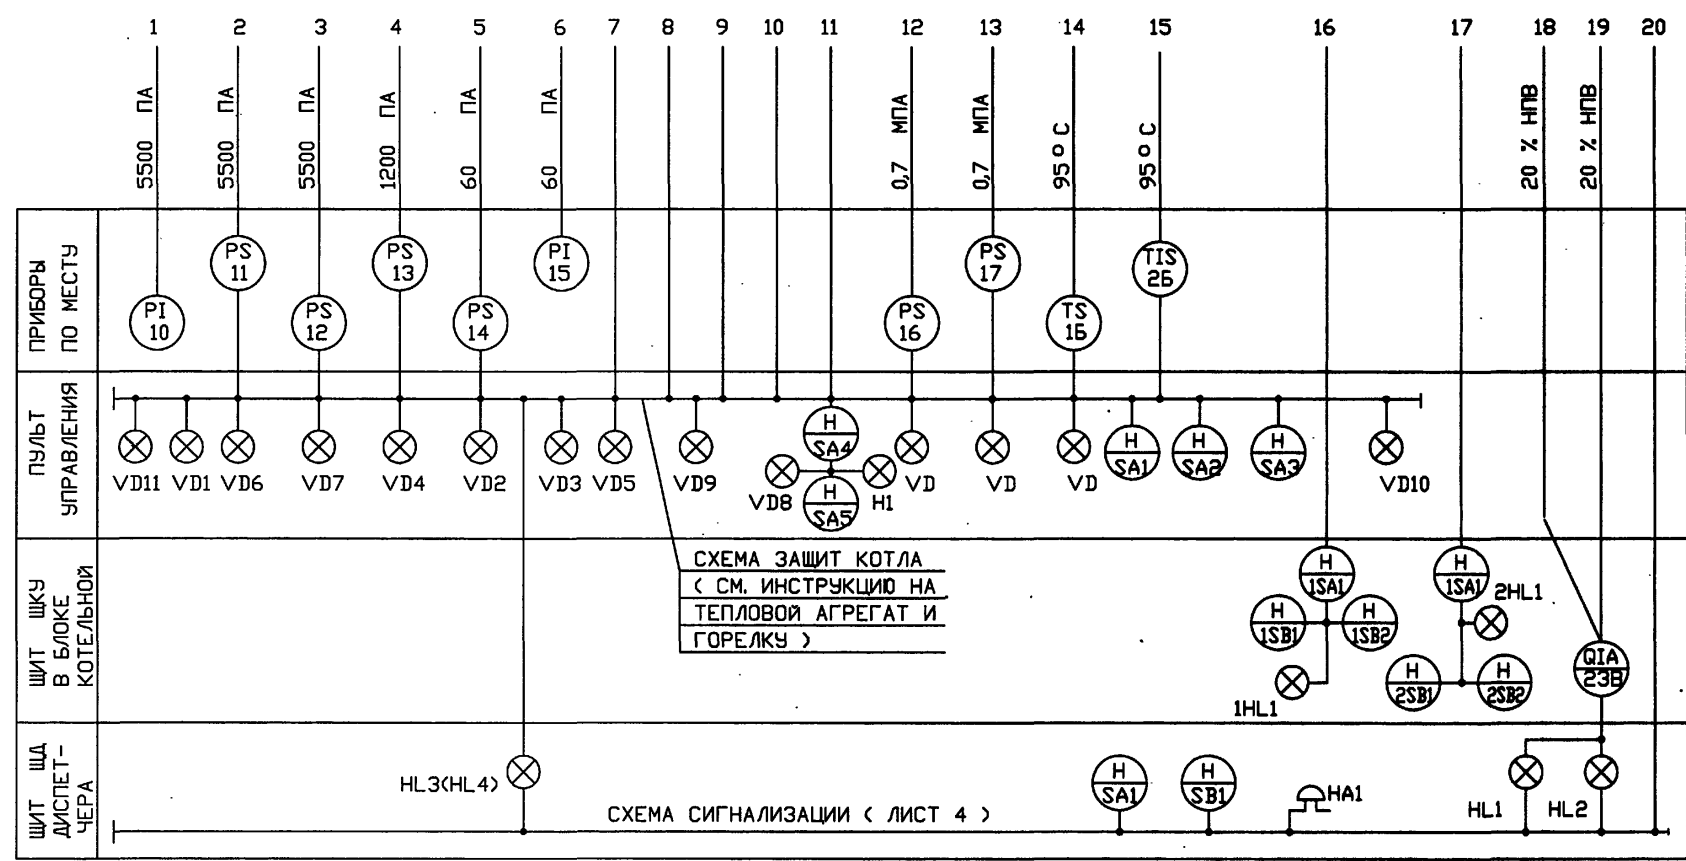 1 2 3 4 5 6 7 8 9 10 11 12 13 14 15 16 17 18 19 20
5500 ПА
5500 ПА
5500 ПА
1200 ПА
60 ПА
60 ПА
0,7 МПА
0,7 МПА
95°С
95°С
20 % НПВ
20 % НПВ
ПРИБОРЫ
ПО МЕСТУ
PI
10
PS
11
PS
12
PS
13
PS
14
PI
15
PS
16
PS
17
TS
1Б
TIS
2Б
ПУЛЬТ
УПРАВЛЕНИЯ
VD11 VD1 VD6 VD7 VD4 VD2 VD3 VD5 VD9
H
SA4
VD8
H1
H
SA5
VD VD VD
H
SA1
H
SA2
H
SA3
VD10
ЩИТ ЩКУ
В БЛОКЕ
КОТЕЛЬНОЙ
СХЕМА ЗАЩИТ КОТЛА
( СМ. ИНСТРУКЦИЮ НА
ТЕПЛОВОЙ АГРЕГАТ И
ГОРЕЛКУ )
H
1SA1
H
1SB1
H
1SB2
1HL1
H
1SA1
2HL1
H
2SB1
H
2SB2
QIA
23В
ЩИТ ЩД
ДИСПЕТ-
ЧЕРА
HL3(HL4)
СХЕМА СИГНАЛИЗАЦИИ ( ЛИСТ 4 )
H
SA1
H
SB1
HA1
HL1
HL2